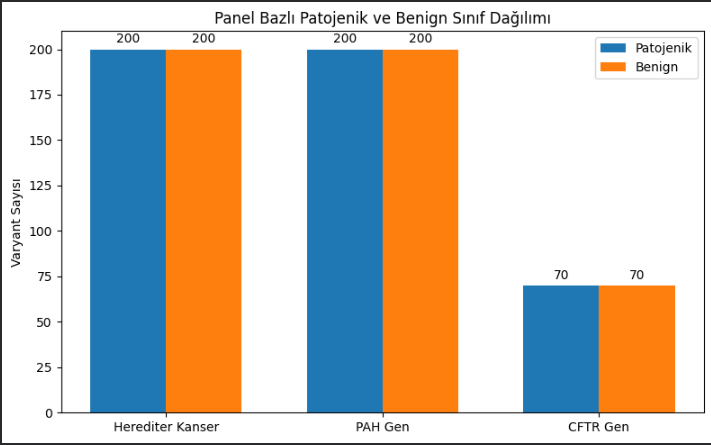 Panel Bazlı Patojenik ve Benign Sınıf Dağılımı
Patojenik
Benign
Varyant Sayısı
200
175
150
125
100
75
50
25
0
200 200 200 200
70 70
Herediter Kanser PAH Gen CFTR Gen